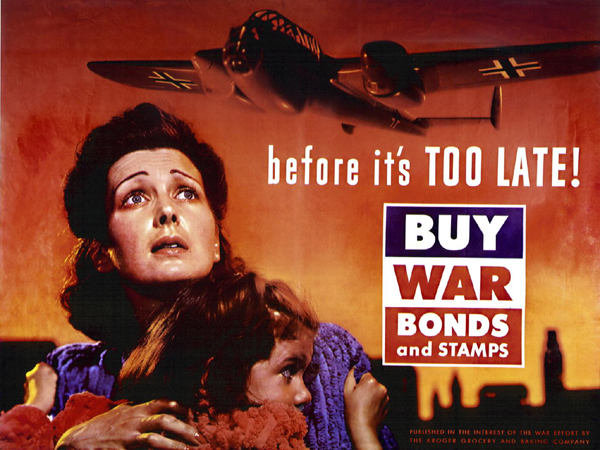 before it's TOO LATE!
BUY
WAR
BONDS
and STAMPS
PUBLISHED IN THE INTEREST OF THE WAR EFFORT BY
THE KROGER GROCERY AND BAKING COMPANY